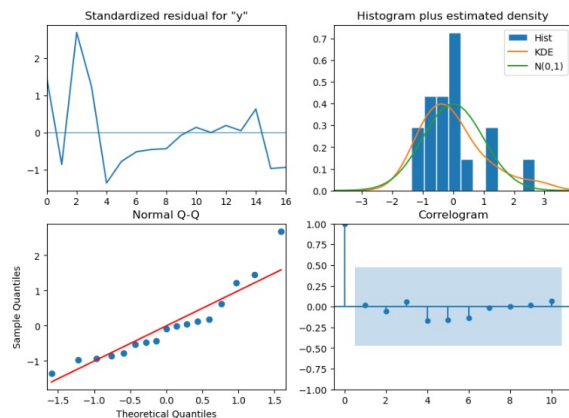 Standardized residual for "y"
2
1
0
−1
0 2 4 6 8 10 12 14 16
Histogram plus estimated density
0.7
0.6
0.5
0.4
0.3
0.2
0.1
0.0
Hist
KDE
N(0,1)
−3 −2 −1 0 1 2 3
Normal Q-Q
Sample Quantiles
2
1
0
−1
−1.5 −1.0 −0.5 0.0 0.5 1.0 1.5
Theoretical Quantiles
Correlogram
1.00
0.75
0.50
0.25
0.00
−0.25
−0.50
−0.75
−1.00
0 2 4 6 8 10